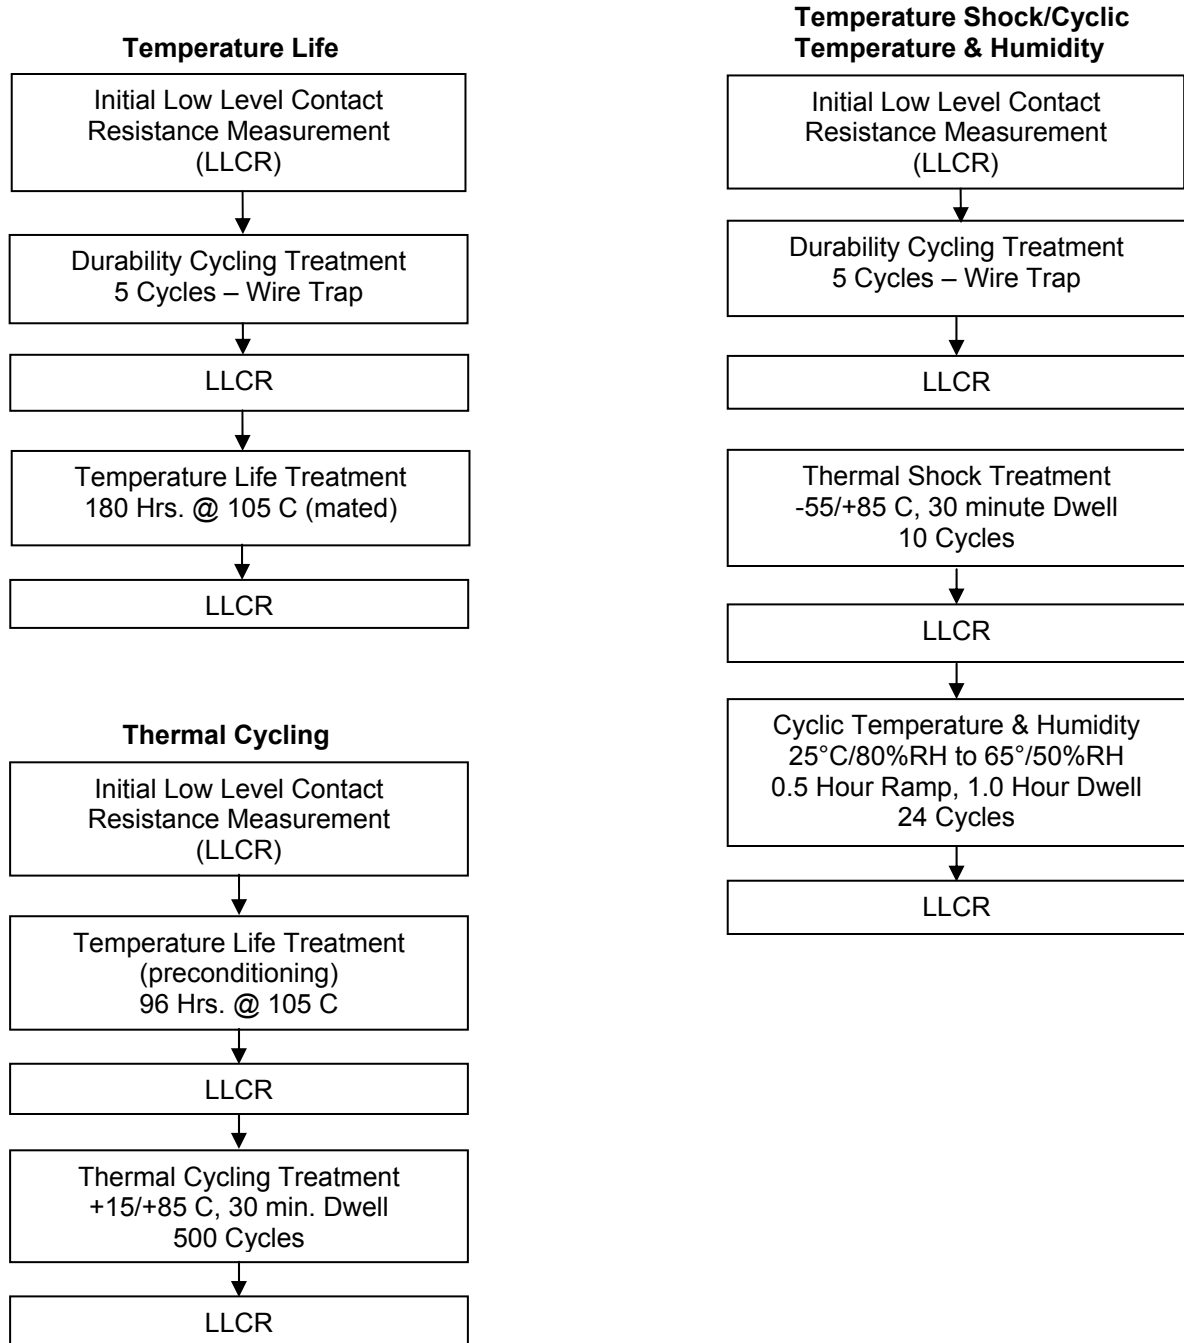 Temperature Life
Initial Low Level Contact
Resistance Measurement
(LLCR)
Durability Cycling Treatment
5 Cycles – Wire Trap
LLCR
Temperature Life Treatment
180 Hrs. @ 105 C (mated)
LLCR
Thermal Cycling
Initial Low Level Contact
Resistance Measurement
(LLCR)
Temperature Life Treatment
(preconditioning)
96 Hrs. @ 105 C
LLCR
Thermal Cycling Treatment
+15/+85 C, 30 min. Dwell
500 Cycles
LLCR
Temperature Shock/Cyclic
Temperature & Humidity
Initial Low Level Contact
Resistance Measurement
(LLCR)
Durability Cycling Treatment
5 Cycles – Wire Trap
LLCR
Thermal Shock Treatment
-55/+85 C, 30 minute Dwell
10 Cycles
LLCR
Cyclic Temperature & Humidity
25°C/80%RH to 65°/50%RH
0.5 Hour Ramp, 1.0 Hour Dwell
24 Cycles
LLCR